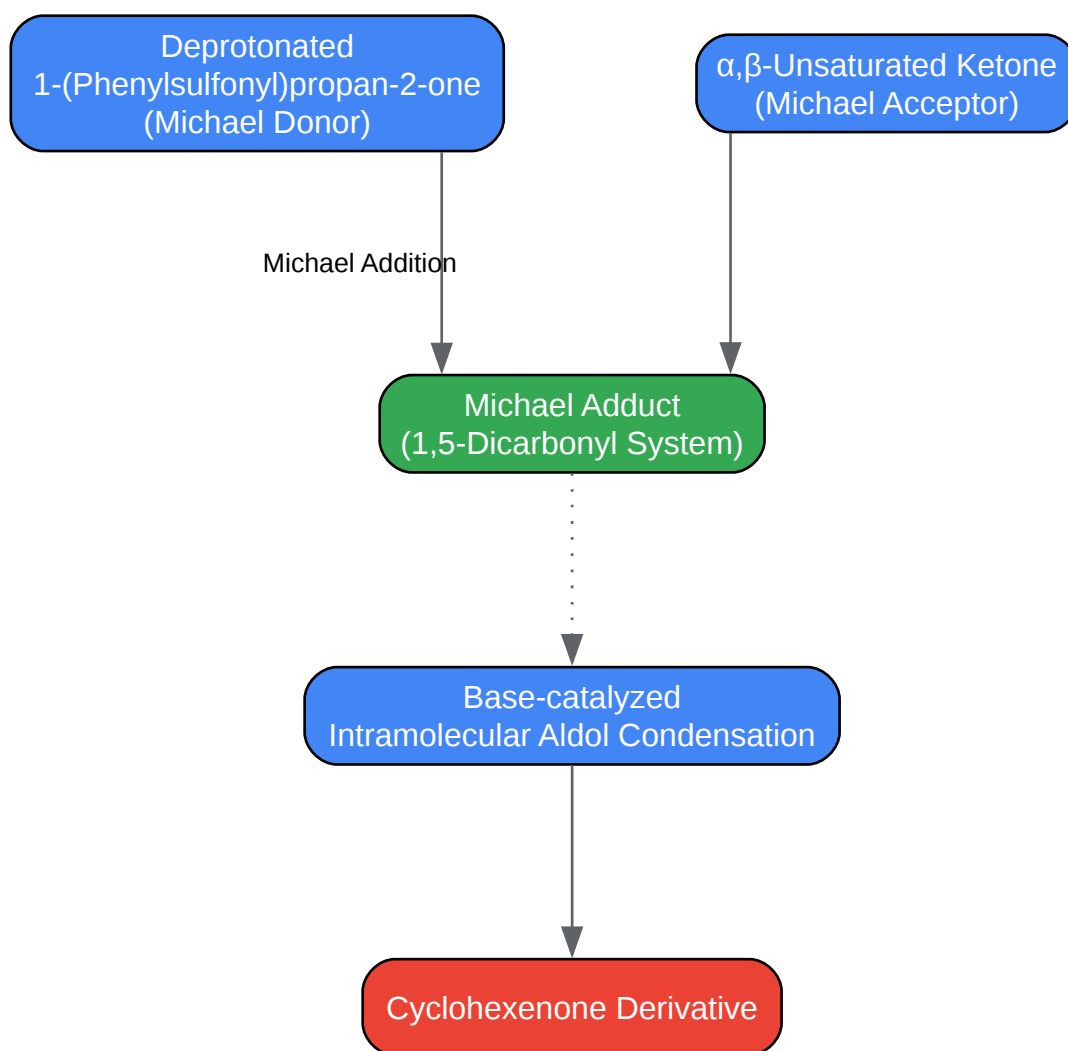 Deprotonated
1-(Phenylsulfonyl)propan-2-one
(Michael Donor)
α,β-Unsaturated Ketone
(Michael Acceptor)
Michael Addition
Michael Adduct
(1,5-Dicarbonyl System)
Base-catalyzed
Intramolecular Aldol Condensation
Cyclohexenone Derivative